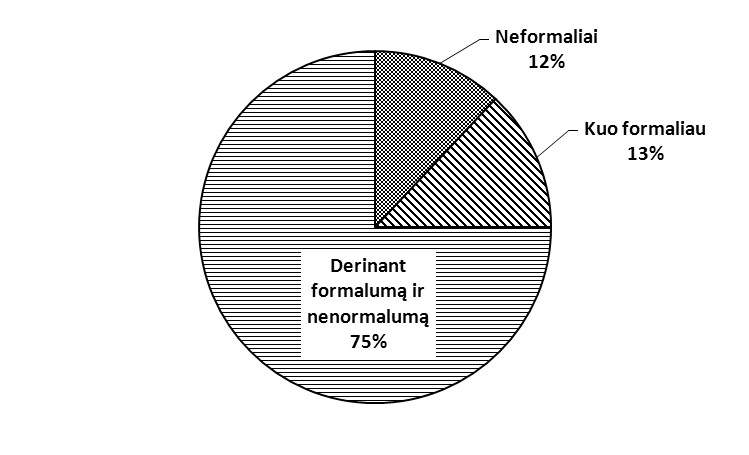 Neformaliai
12%
Kuo formaliau
13%
Derinant
formalumą ir
nenormalumą
75%